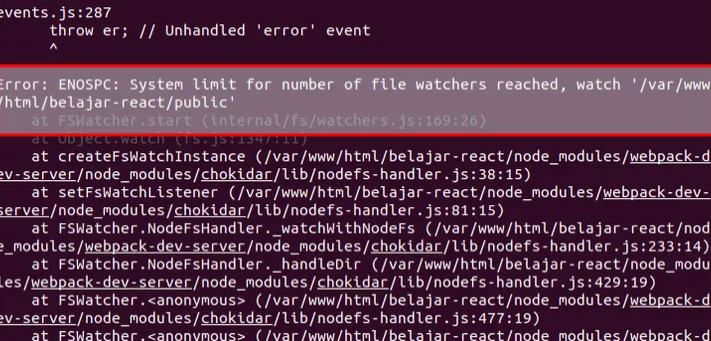 events.js:287
throw er; // Unhandled 'error' event
^
Error: ENOSPC: System limit for number of file watchers reached, watch '/var/www
/html/belajar-react/public'
at FSWatcher.start (internal/fs/watchers.js:169:26)
at Object.watch (fs.js:1347:11)
at createFsWatchInstance (/var/www/html/belajar-react/node_modules/webpack-d
ev-server/node_modules/chokidar/lib/nodefs-handler.js:38:15)
at setFsWatchListener (/var/www/html/belajar-react/node_modules/webpack-dev-
server/node_modules/chokidar/lib/nodefs-handler.js:81:15)
at FSWatcher.NodeFsHandler._watchWithNodeFs (/var/www/html/belajar-react/nod
e_modules/webpack-dev-server/node_modules/chokidar/lib/nodefs-handler.js:233:14)
at FSWatcher.NodeFsHandler._handleDir (/var/www/html/belajar-react/node_modu
les/webpack-dev-server/node_modules/chokidar/lib/nodefs-handler.js:429:19)
at FSWatcher.<anonymous> (/var/www/html/belajar-react/node_modules/webpack-d
ev-server/node_modules/chokidar/lib/nodefs-handler.js:477:19)
at FSWatcher.<anonymous> (/var/www/html/belajar-react/node_modules/webpack-d